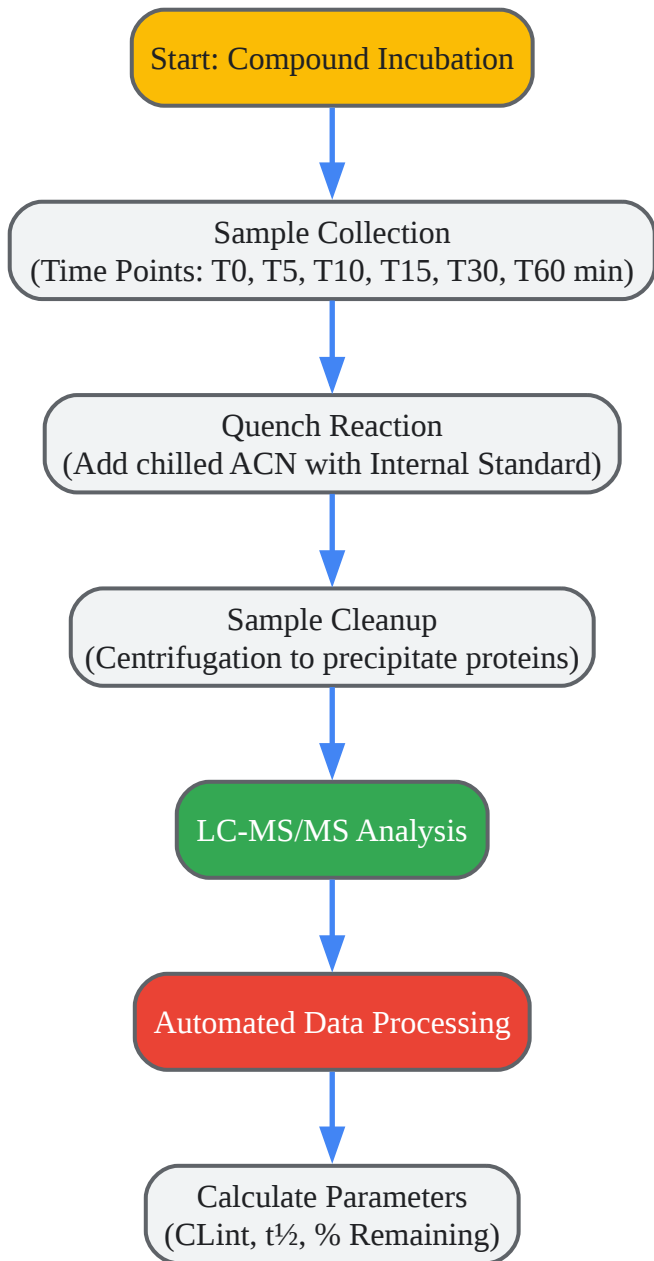 Start: Compound Incubation
Sample Collection
(Time Points: T0, T5, T10, T15, T30, T60 min)
Quench Reaction
(Add chilled ACN with Internal Standard)
Sample Cleanup
(Centrifugation to precipitate proteins)
LC-MS/MS Analysis
Automated Data Processing
Calculate Parameters
(CLint, t½, % Remaining)